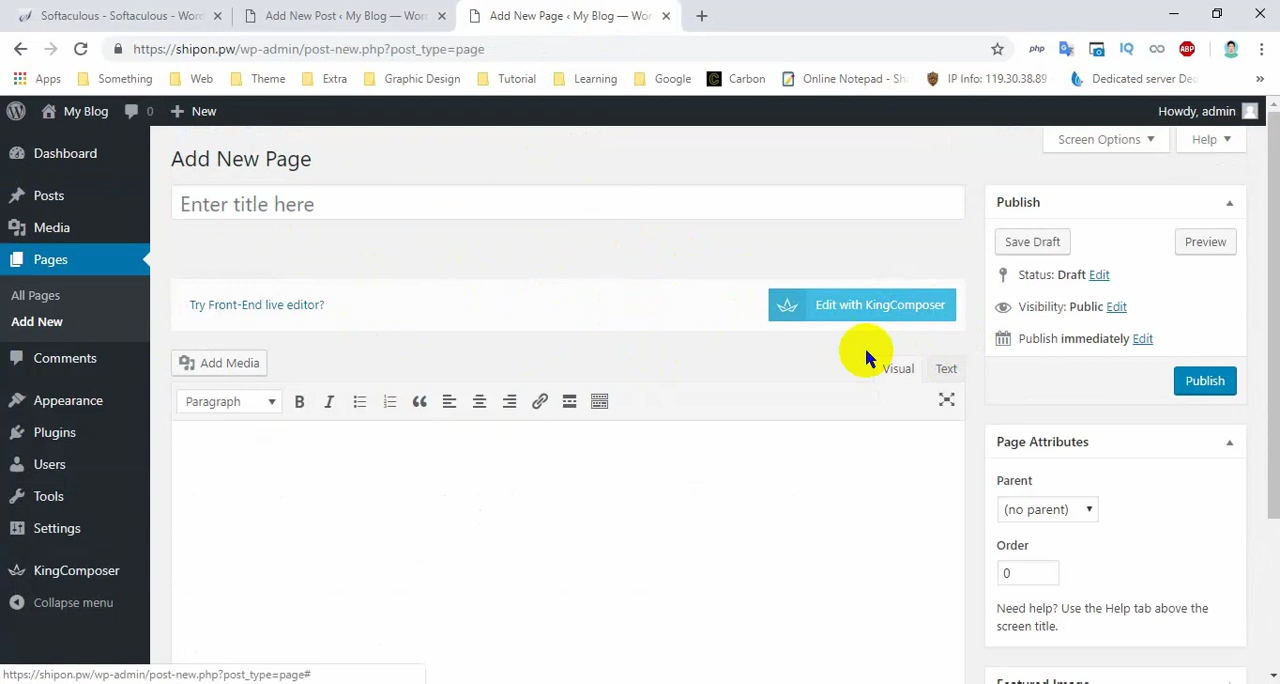 Softaculous - Softaculous - Word
Add New Post ‹ My Blog — Wor
Add New Page ‹ My Blog — Wor
https://shipon.pw/wp-admin/post-new.php?post_type=page
php
IQ
ABP
Apps
Something
Web
Theme
Extra
Graphic Design
Tutorial
Learning
Google
Carbon
Online Notepad - Sh
IP Info: 119.30.38.89
Dedicated server De
»
My Blog
0
New
Howdy, admin
Dashboard
Posts
Media
Pages
All Pages
Add New
Comments
Appearance
Plugins
Users
Tools
Settings
KingComposer
Collapse menu
Screen Options
Help
Add New Page
Enter title here
Try Front-End live editor?
Edit with KingComposer
Add Media
Visual
Text
Paragraph
Publish
Save Draft
Preview
Status: Draft Edit
Visibility: Public Edit
Publish immediately Edit
Publish
Page Attributes
Parent
(no parent)
Order
0
Need help? Use the Help tab above the
screen title.
Featured Image
https://shipon.pw/wp-admin/post-new.php?post_type=page#